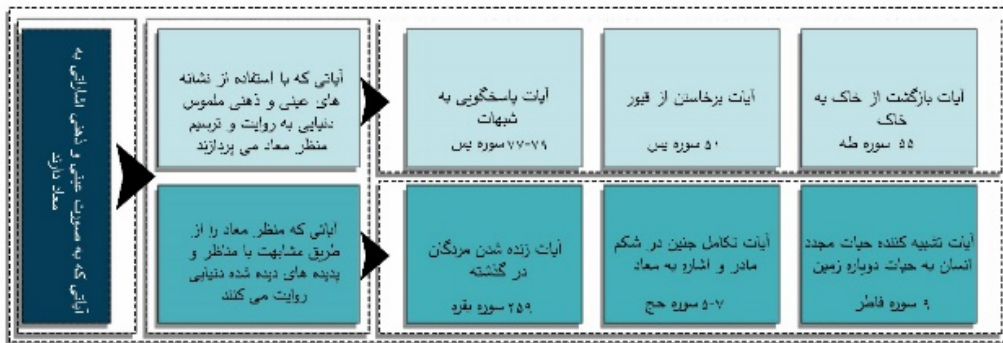 آیاتی که به صورت عینی و ذهنی اشاراتی به
معاد دارند
آیاتی که با استفاده از نشانه
های عینی و ذهنی ملموس
دنیایی به روایت و ترسیم
منظر معاد می پردازند
آیات پاسخگویی به
شبهات
۷۷-۷۹ سوره یس
آیات برخاستن از قبور
۵۰ سوره یس
آیات بازگشت از خاک به
خاک
۵۵ سوره طه
آیاتی که منظر معاد را از
طریق مشابهت با مناظر و
پدیده های دیده شده دنیایی
روایت می کنند
آیات زنده شدن مردگان
در گذشته
۲۵۹ سوره بقره
آیات تکامل جنین در شکم
مادر و اشاره به معاد
۵-۷ سوره حج
آیات تشبیه کننده حیات مجدد
انسان به حیات دوباره زمین
۹ سوره فاطر